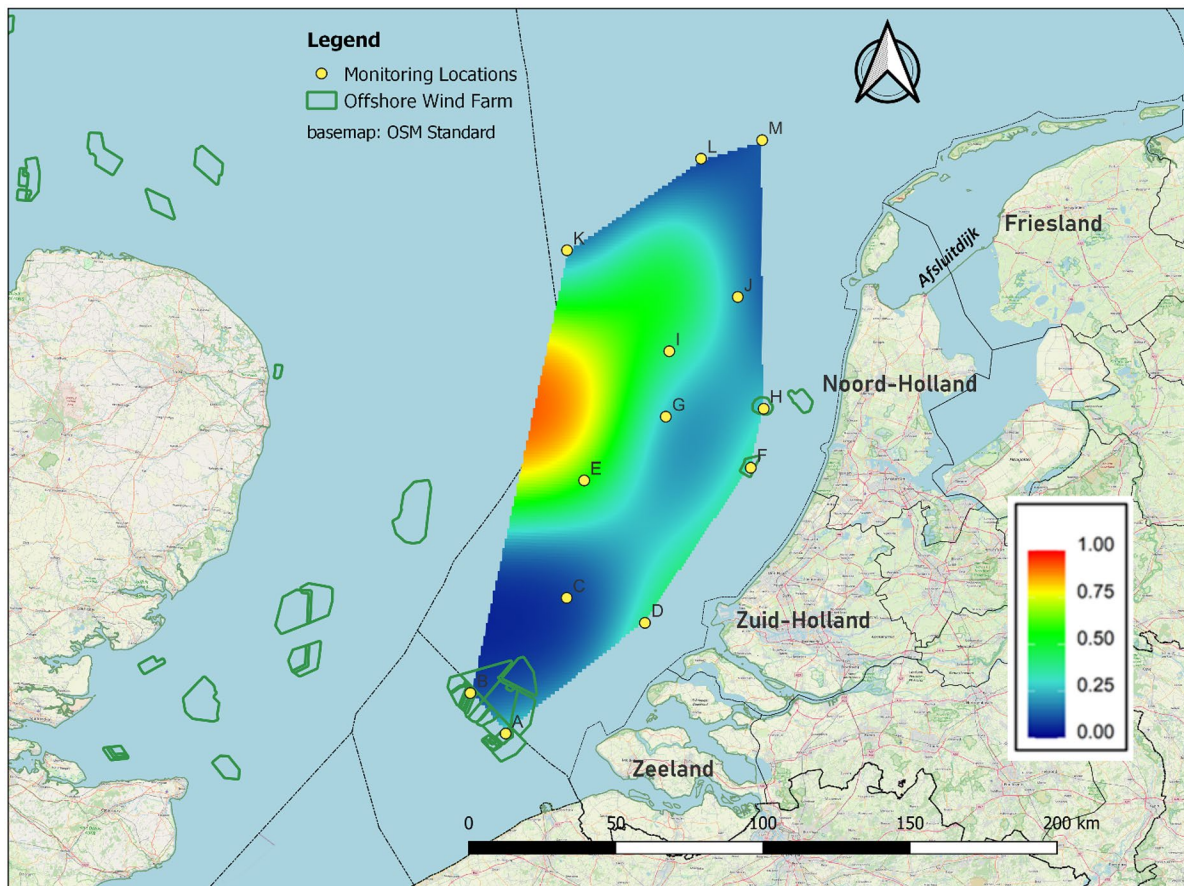 Legend
Monitoring Locations
Offshore Wind Farm
basemap: OSM Standard
M
L
K
Friesland
Afsluitdijk
J
I
Noord-Holland
H
G
F
E
C
D
Zuid-Holland
B
A
Zeeland
1.00
0.75
0.50
0.25
0.00
0 50 100 150 200 km